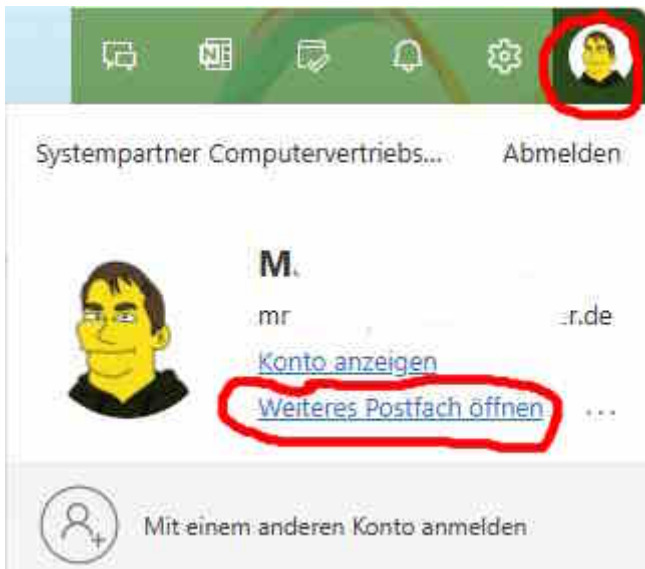 Systempartner Computervertriebs... Abmelden
M.
mr r.de
Konto anzeigen
Weiteres Postfach öffnen ...
Mit einem anderen Konto anmelden